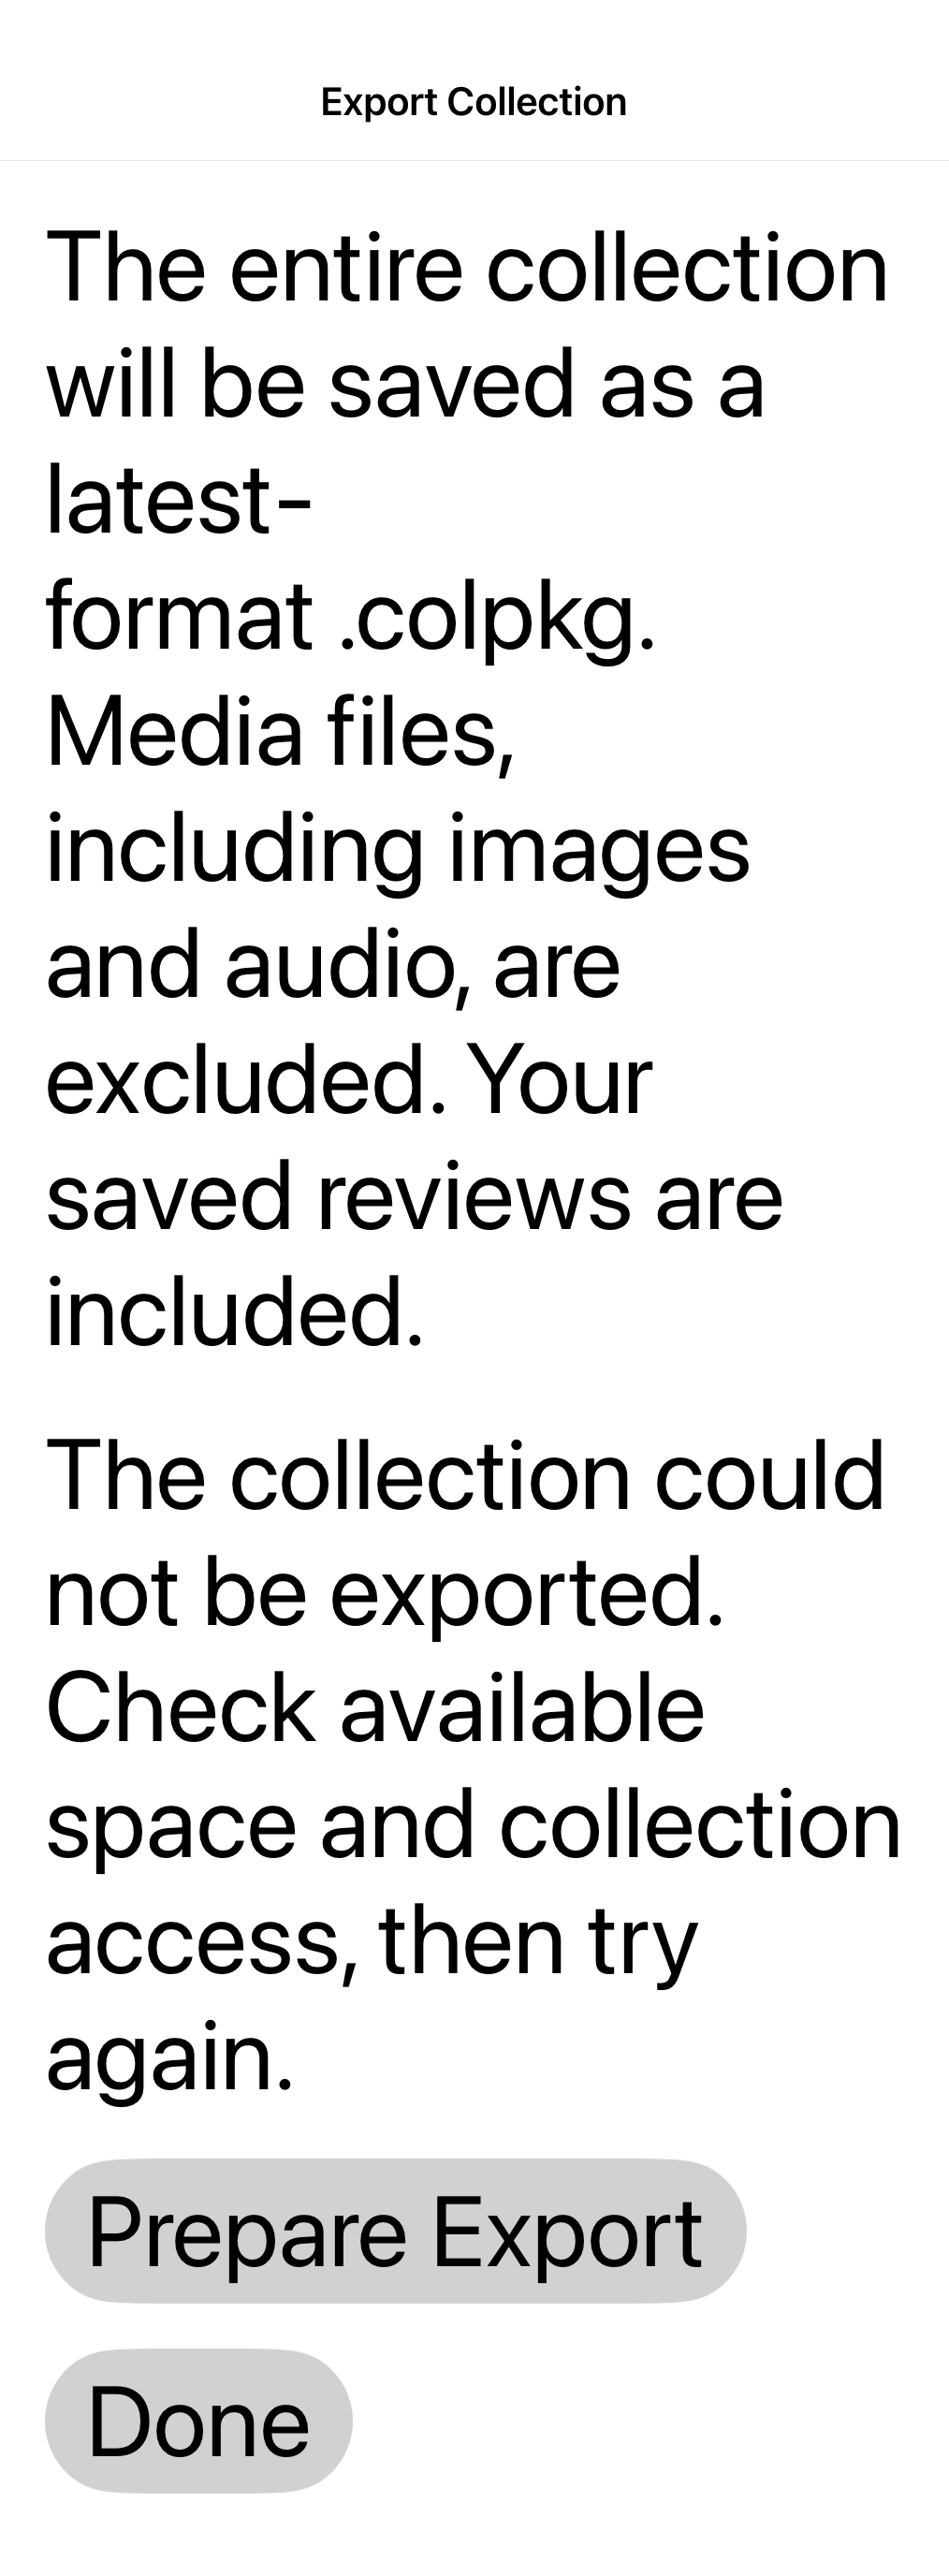 Export Collection
The entire collection
will be saved as a
latest-
format .colpkg.
Media files,
including images
and audio, are
excluded. Your
saved reviews are
included.
The collection could
not be exported.
Check available
space and collection
access, then try
again.
Prepare Export
Done